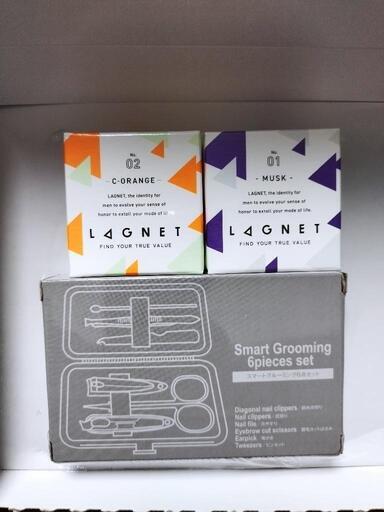 No.
02
-C-ORANGE-
LAGNET, the identity for
men to evolve your sense of
honor to extoll your mode of life.
LAGNET
FIND YOUR TRUE VALUE
No.
01
- MUSK -
LAGNET, the identity for
men to evolve your sense of
honor to extoll your mode of life.
LAGNET
FIND YOUR TRUE VALUE
Smart Grooming
6pieces set
スマートグルーミング6点セット
Diagonal nail clippers
Nail clippers
Nail file
Eyebrow cut scissors
Earpick
Tweezers